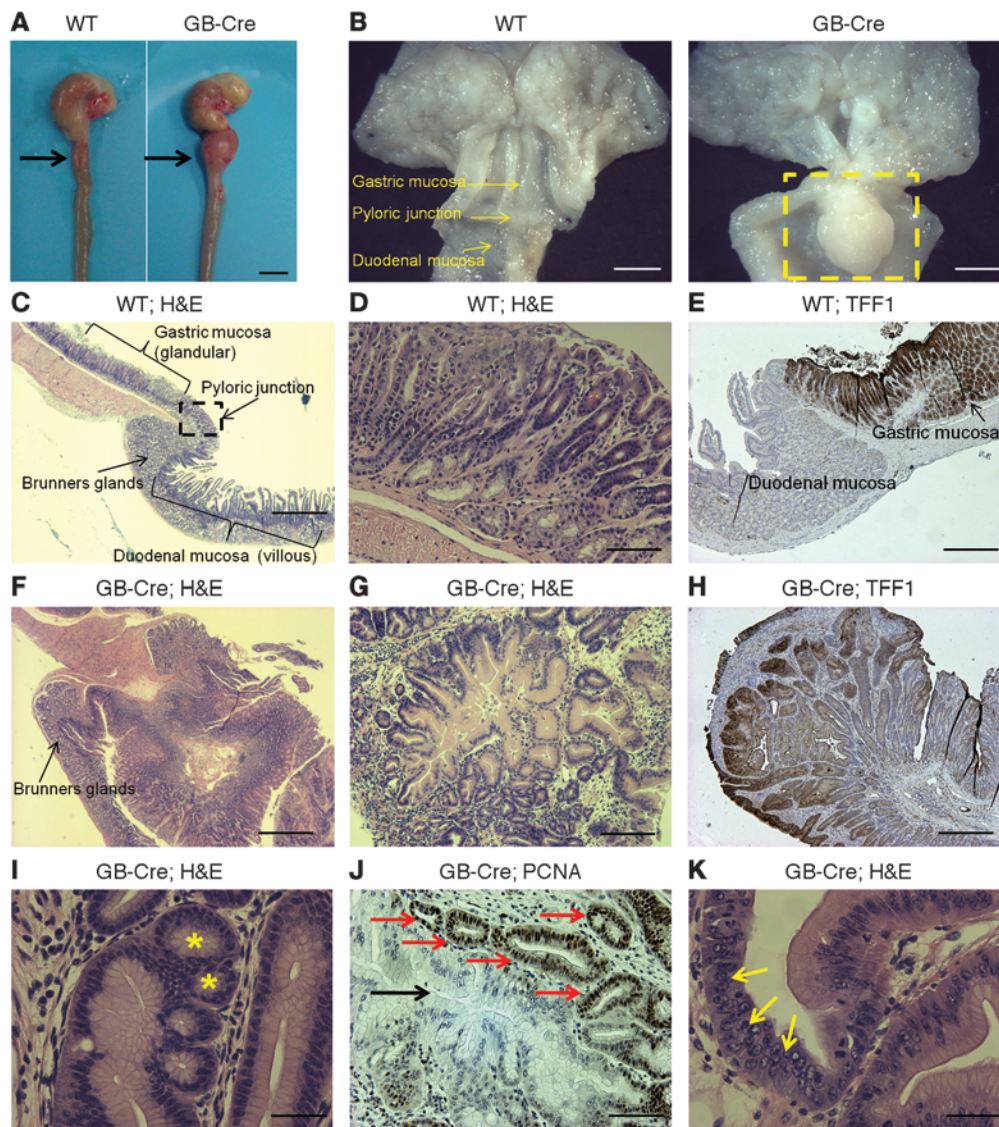 A
WT
GB-Cre
B
WT
GB-Cre
Gastric mucosa
Pyloric junction
Duodenal mucosa
C
WT; H&E
Gastric mucosa
(glandular)
Pyloric junction
Brunners glands
Duodenal mucosa (villous)
D
WT; H&E
E
WT; TFF1
Gastric mucosa
Duodenal mucosa
F
GB-Cre; H&E
Brunners glands
G
GB-Cre; H&E
H
GB-Cre; TFF1
I
GB-Cre; H&E
*
*
J
GB-Cre; PCNA
K
GB-Cre; H&E